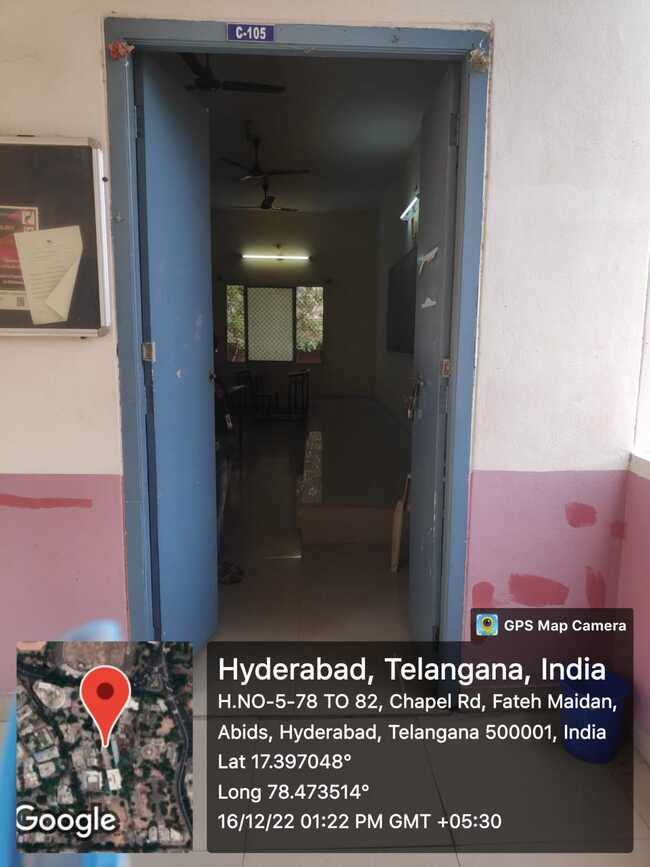 C-105
GPS Map Camera
Hyderabad, Telangana, India
H.NO-5-78 TO 82, Chapel Rd, Fateh Maidan,
Abids, Hyderabad, Telangana 500001, India
Lat 17.397048°
Long 78.473514°
16/12/22 01:22 PM GMT +05:30
Google